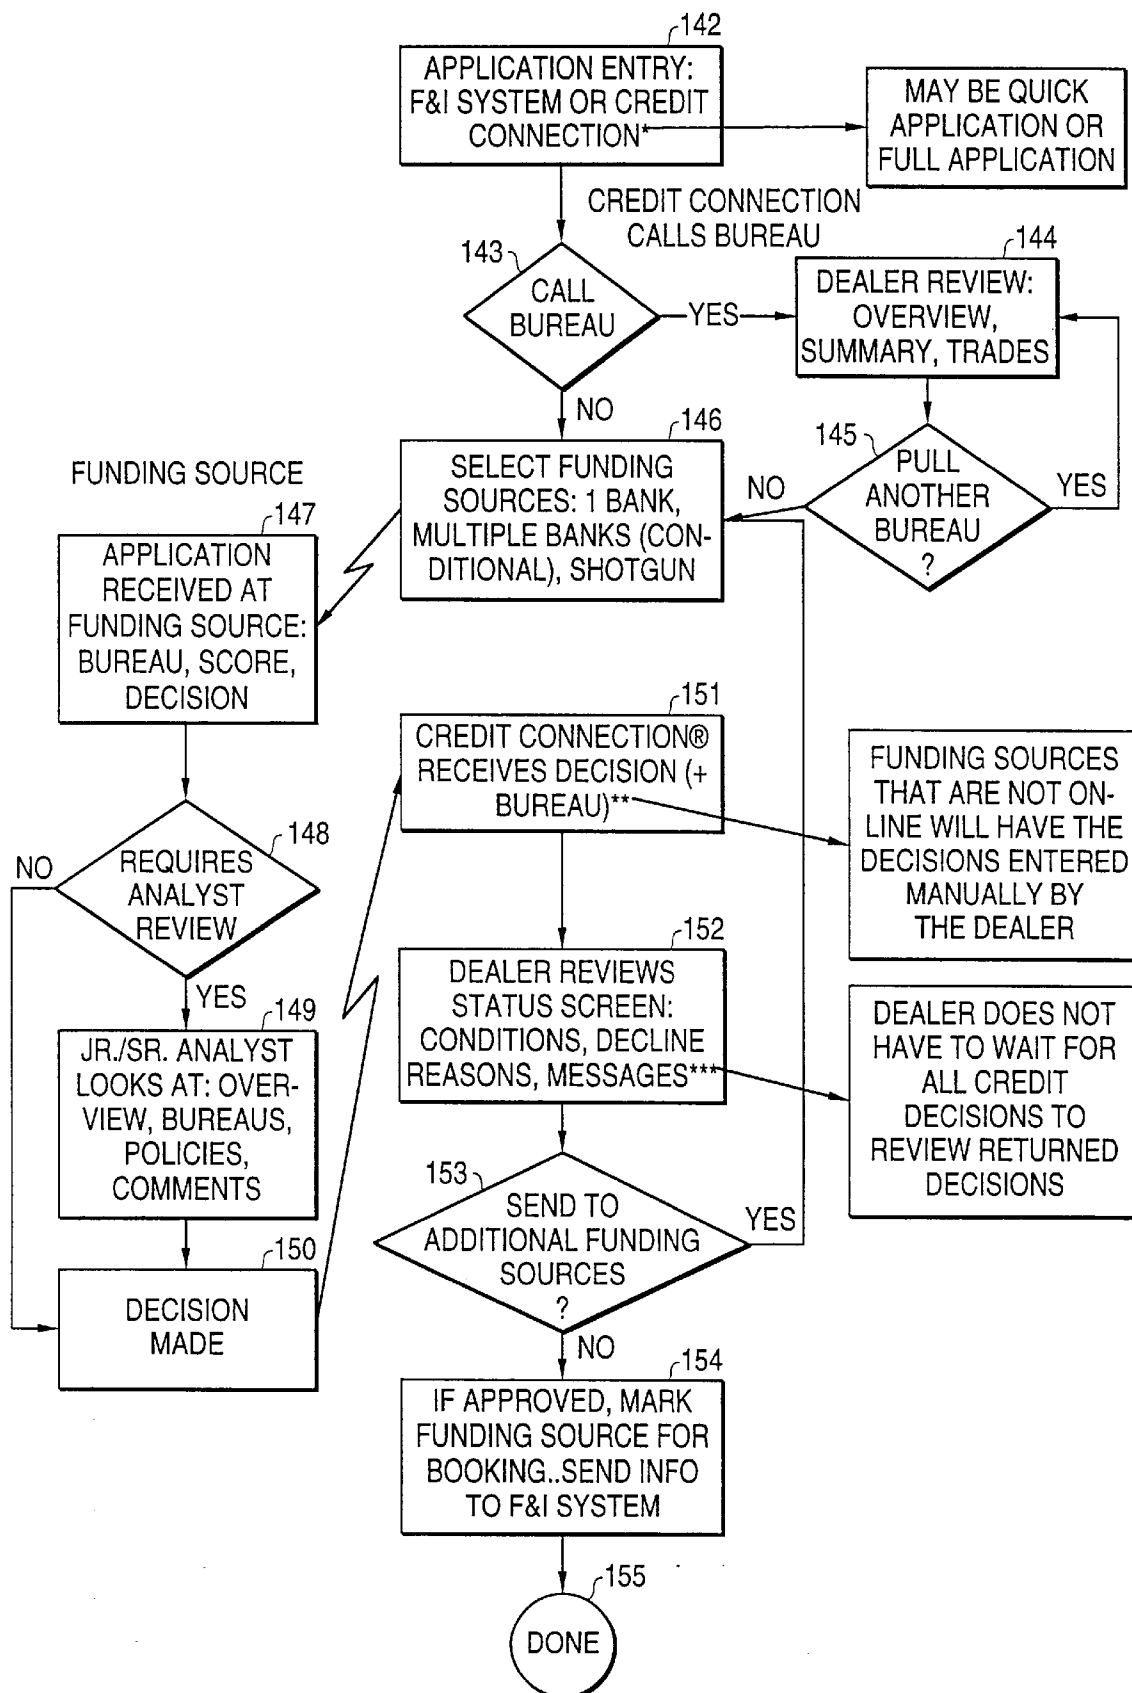 142
APPLICATION ENTRY:
F&I SYSTEM OR CREDIT
CONNECTION*
MAY BE QUICK
APPLICATION OR
FULL APPLICATION
CREDIT CONNECTION
CALLS BUREAU
143
CALL
BUREAU
YES
NO
144
DEALER REVIEW:
OVERVIEW,
SUMMARY, TRADES
145
PULL
ANOTHER
BUREAU
?
YES
NO
146
SELECT FUNDING
SOURCES: 1 BANK,
MULTIPLE BANKS (CON-
DITIONAL), SHOTGUN
FUNDING SOURCE
147
APPLICATION
RECEIVED AT
FUNDING SOURCE:
BUREAU, SCORE,
DECISION
148
REQUIRES
ANALYST
REVIEW
NO
YES
149
JR./SR. ANALYST
LOOKS AT: OVER-
VIEW, BUREAUS,
POLICIES,
COMMENTS
150
DECISION
MADE
151
CREDIT CONNECTION®
RECEIVES DECISION (+
BUREAU)**
FUNDING SOURCES
THAT ARE NOT ON-
LINE WILL HAVE THE
DECISIONS ENTERED
MANUALLY BY
THE DEALER
152
DEALER REVIEWS
STATUS SCREEN:
CONDITIONS, DECLINE
REASONS, MESSAGES***
DEALER DOES NOT
HAVE TO WAIT FOR
ALL CREDIT
DECISIONS TO
REVIEW RETURNED
DECISIONS
153
SEND TO
ADDITIONAL FUNDING
SOURCES
?
YES
NO
154
IF APPROVED, MARK
FUNDING SOURCE FOR
BOOKING..SEND INFO
TO F&I SYSTEM
155
DONE